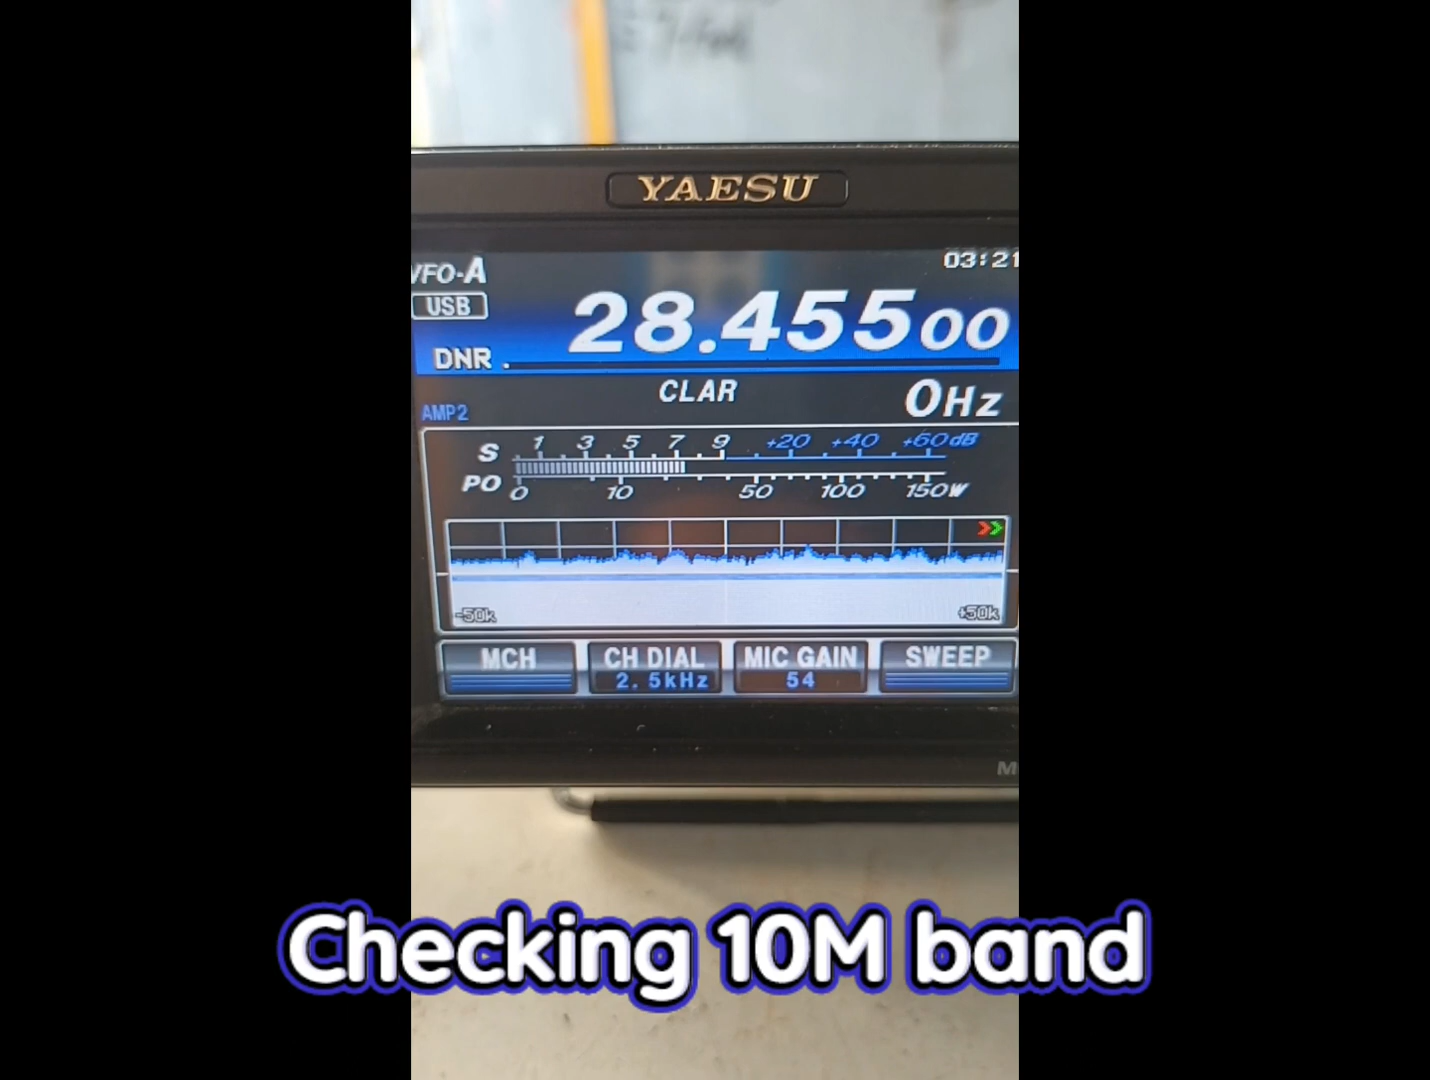 YAESU
VFO-A
03:21
USB
28.45500
DNR
CLAR
0Hz
AMP2
S 1 3 5 7 9 +20 +40 +60dB
PO 0 10 50 100 150W
-50k
+50k
MCH
CH DIAL
2.5kHz
MIC GAIN
54
SWEEP
Checking 10M band